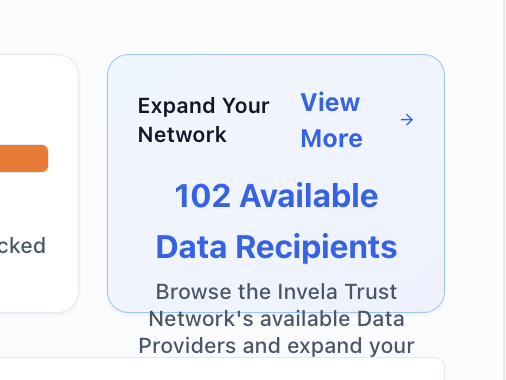 Expand Your
Network
View
More
102 Available
Data Recipients
Browse the Invela Trust
Network's available Data
Providers and expand your
cked